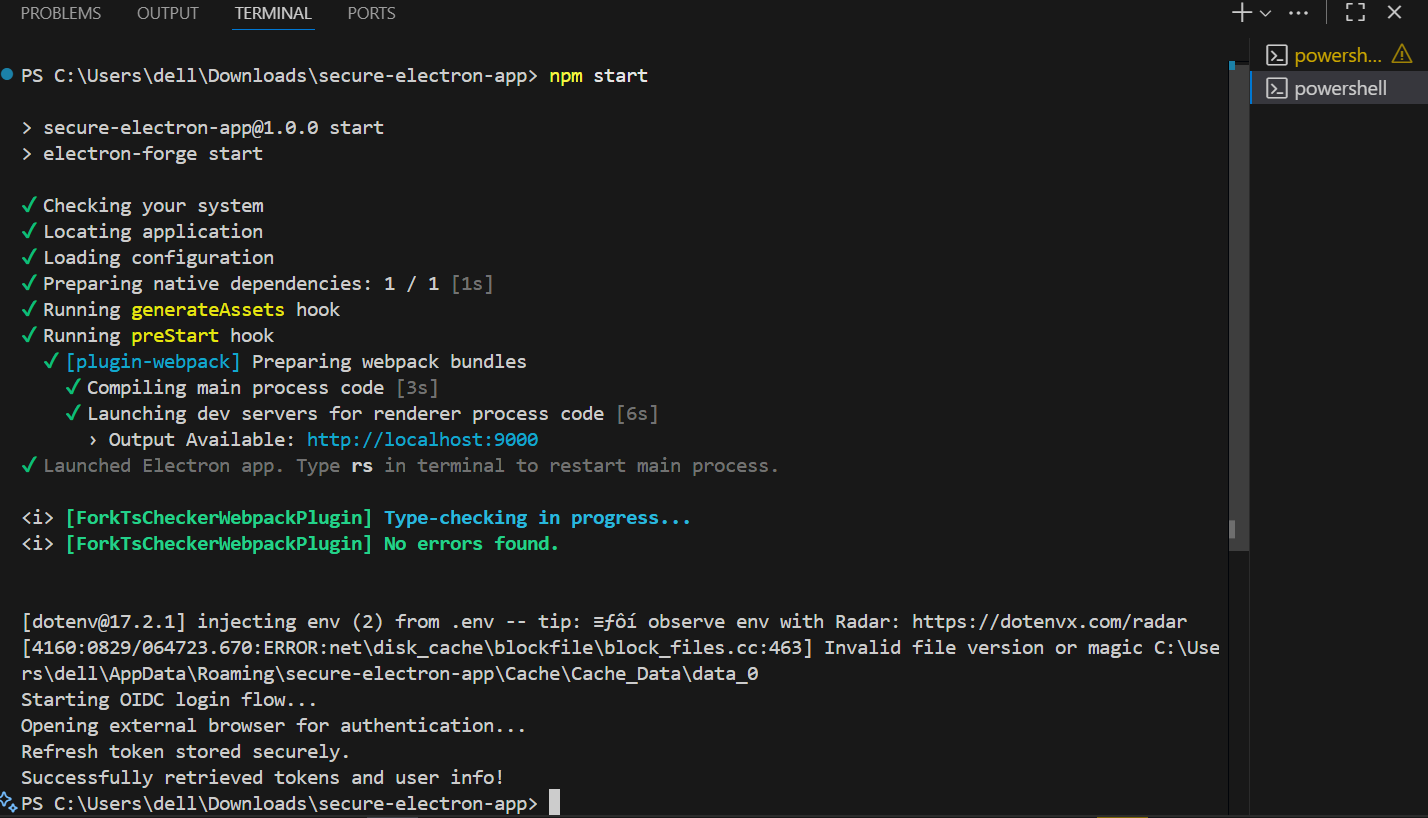 PROBLEMS OUTPUT TERMINAL PORTS
powersh...
powershell
PS C:\Users\dell\Downloads\secure-electron-app> npm start
> secure-electron-app@1.0.0 start
> electron-forge start
✓ Checking your system
✓ Locating application
✓ Loading configuration
✓ Preparing native dependencies: 1 / 1 [1s]
✓ Running generateAssets hook
✓ Running preStart hook
✓ [plugin-webpack] Preparing webpack bundles
✓ Compiling main process code [3s]
✓ Launching dev servers for renderer process code [6s]
› Output Available: http://localhost:9000
✓ Launched Electron app. Type rs in terminal to restart main process.
<i> [ForkTsCheckerWebpackPlugin] Type-checking in progress...
<i> [ForkTsCheckerWebpackPlugin] No errors found.
[dotenv@17.2.1] injecting env (2) from .env -- tip: ≡ƒôí observe env with Radar: https://dotenvx.com/radar
[4160:0829/064723.670:ERROR:net\disk_cache\blockfile\block_files.cc:463] Invalid file version or magic C:\Use
rs\dell\AppData\Roaming\secure-electron-app\Cache\Cache_Data\data_0
Starting OIDC login flow...
Opening external browser for authentication...
Refresh token stored securely.
Successfully retrieved tokens and user info!
PS C:\Users\dell\Downloads\secure-electron-app>